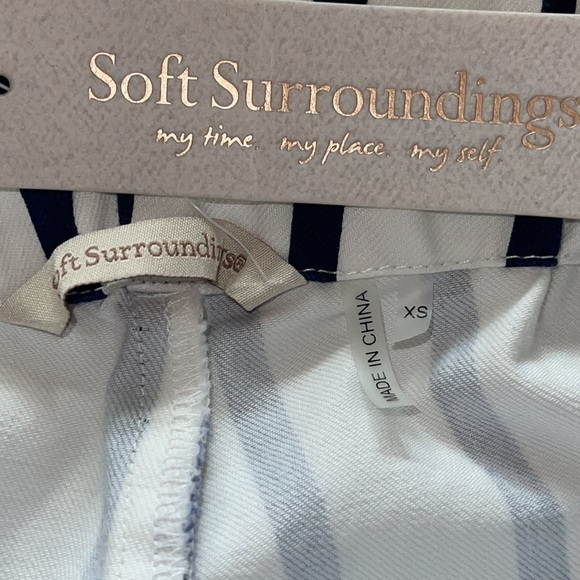 Soft Surroundings
my time. my place. my self
Soft Surroundings®
MADE IN CHINA
XS